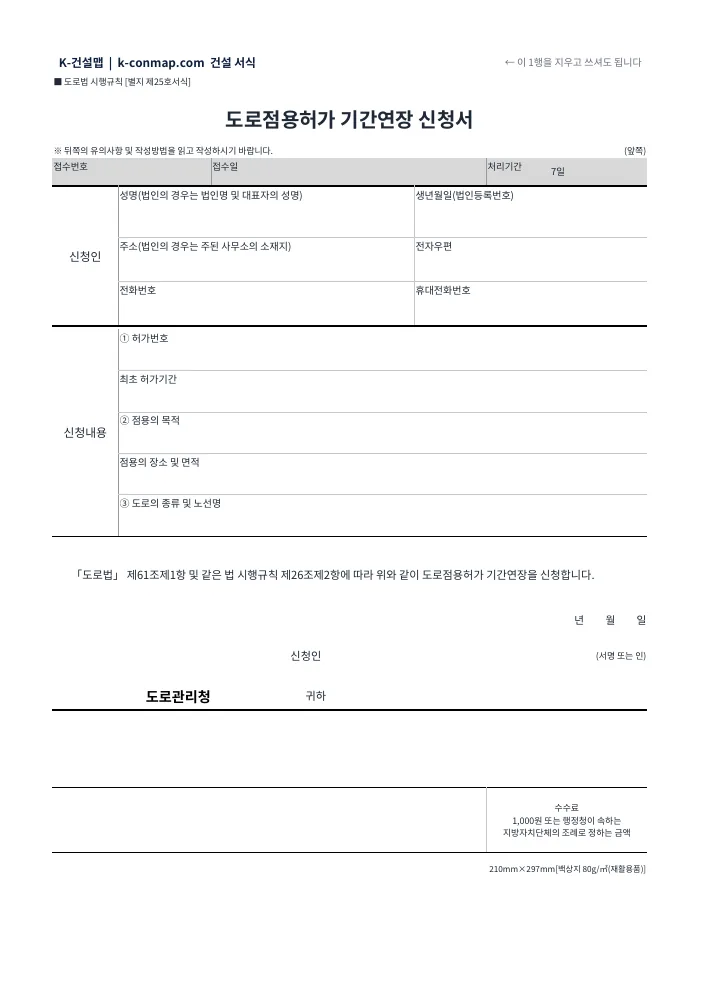 K-건설맵 | k-conmap.com 건설 서식 ← 이 1행을 지우고 쓰셔도 됩니다
■ 도로법 시행규칙 [별지 제25호서식]
도로점용허가 기간연장 신청서
※ 뒤쪽의 유의사항 및 작성방법을 읽고 작성하시기 바랍니다. (앞쪽)
접수번호 접수일 처리기간 7일
신청인
성명(법인의 경우는 법인명 및 대표자의 성명) 생년월일(법인등록번호)
주소(법인의 경우는 주된 사무소의 소재지) 전자우편
전화번호 휴대전화번호
신청내용
① 허가번호
최초 허가기간
② 점용의 목적
점용의 장소 및 면적
③ 도로의 종류 및 노선명
「도로법」 제61조제1항 및 같은 법 시행규칙 제26조제2항에 따라 위와 같이 도로점용허가 기간연장을 신청합니다.
년 월 일
신청인 (서명 또는 인)
도로관리청 귀하
수수료
1,000원 또는 행정청이 속하는
지방자치단체의 조례로 정하는 금액
210mm×297mm[백상지 80g/㎡(재활용품)]